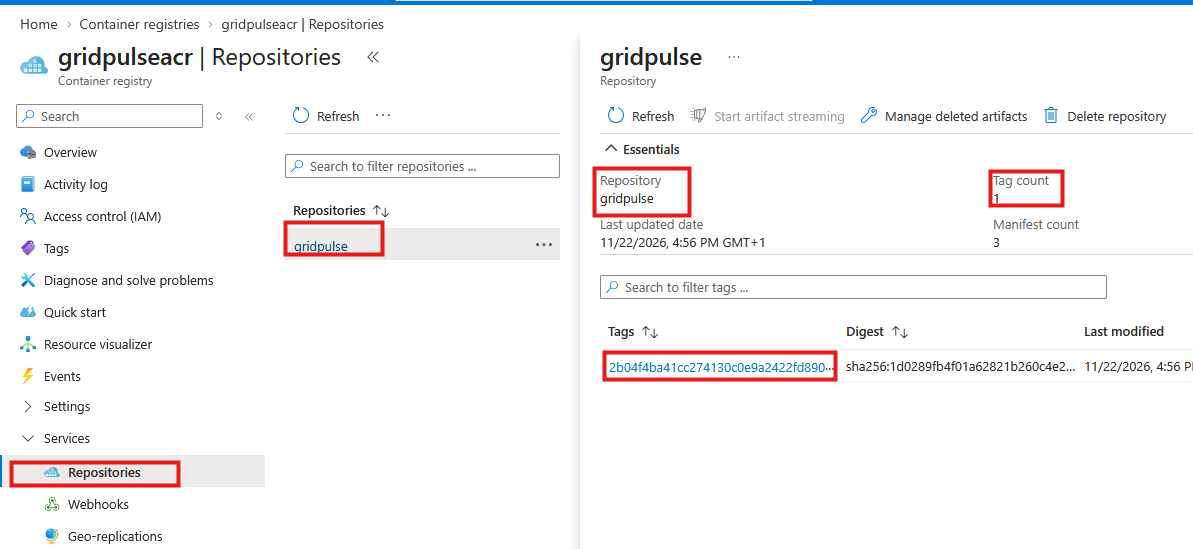 Home > Container registries > gridpulseacr | Repositories
gridpulseacr | Repositories
Container registry
Search
Overview
Activity log
Access control (IAM)
Tags
Diagnose and solve problems
Quick start
Resource visualizer
Events
Settings
Services
Repositories
Webhooks
Geo-replications
Refresh
Search to filter repositories ...
Repositories
gridpulse
gridpulse
Repository
Refresh
Start artifact streaming
Manage deleted artifacts
Delete repository
Essentials
Repository
gridpulse
Tag count
1
Last updated date
11/22/2026, 4:56 PM GMT+1
Manifest count
3
Search to filter tags ...
Tags Digest Last modified
2b04f4ba41cc274130c0e9a2422fd890... sha256:1d0289fb4f01a62821b260c4e2... 11/22/2026, 4:56 P